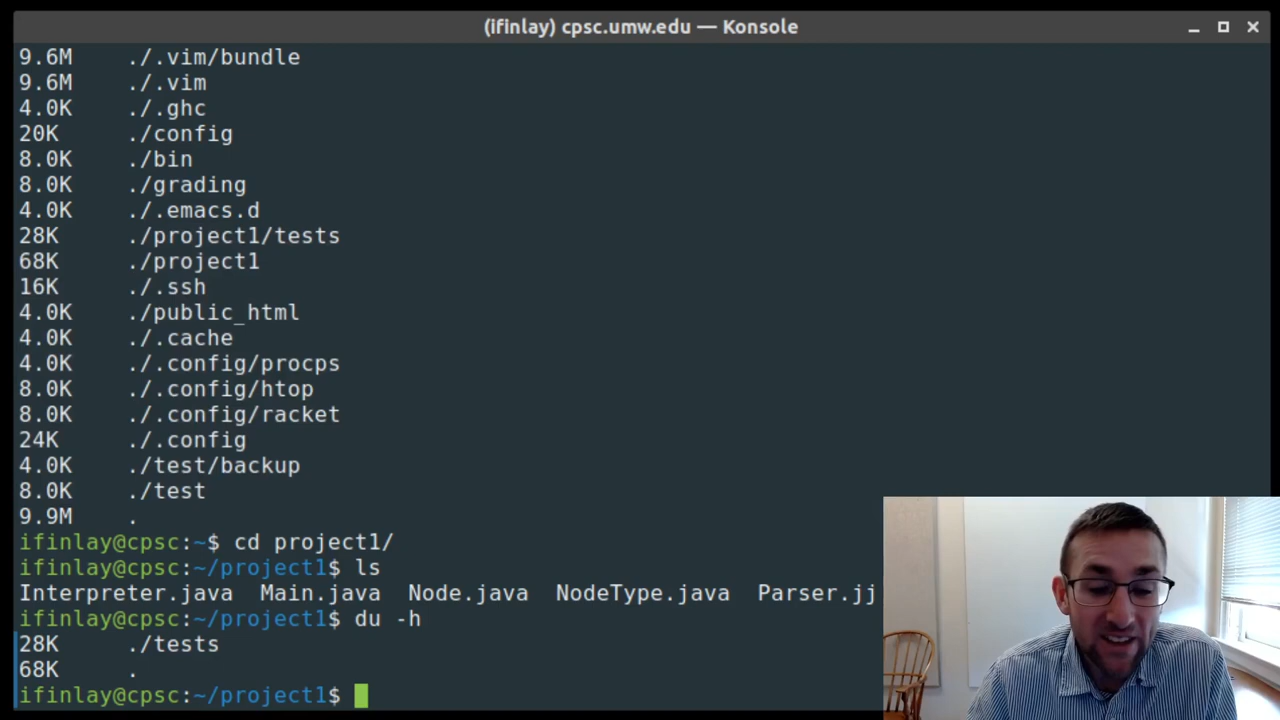 (ifinlay) cpsc.umw.edu — Konsole
9.6M ./.vim/bundle
9.6M ./.vim
4.0K ./.ghc
20K ./config
8.0K ./bin
8.0K ./grading
4.0K ./.emacs.d
28K ./project1/tests
68K ./project1
16K ./.ssh
4.0K ./public_html
4.0K ./.cache
4.0K ./.config/procps
8.0K ./.config/htop
8.0K ./.config/racket
24K ./.config
4.0K ./test/backup
8.0K ./test
9.9M .
ifinlay@cpsc:~$ cd project1/
ifinlay@cpsc:~/project1$ ls
Interpreter.java Main.java Node.java NodeType.java Parser.jj
ifinlay@cpsc:~/project1$ du -h
28K ./tests
68K .
ifinlay@cpsc:~/project1$